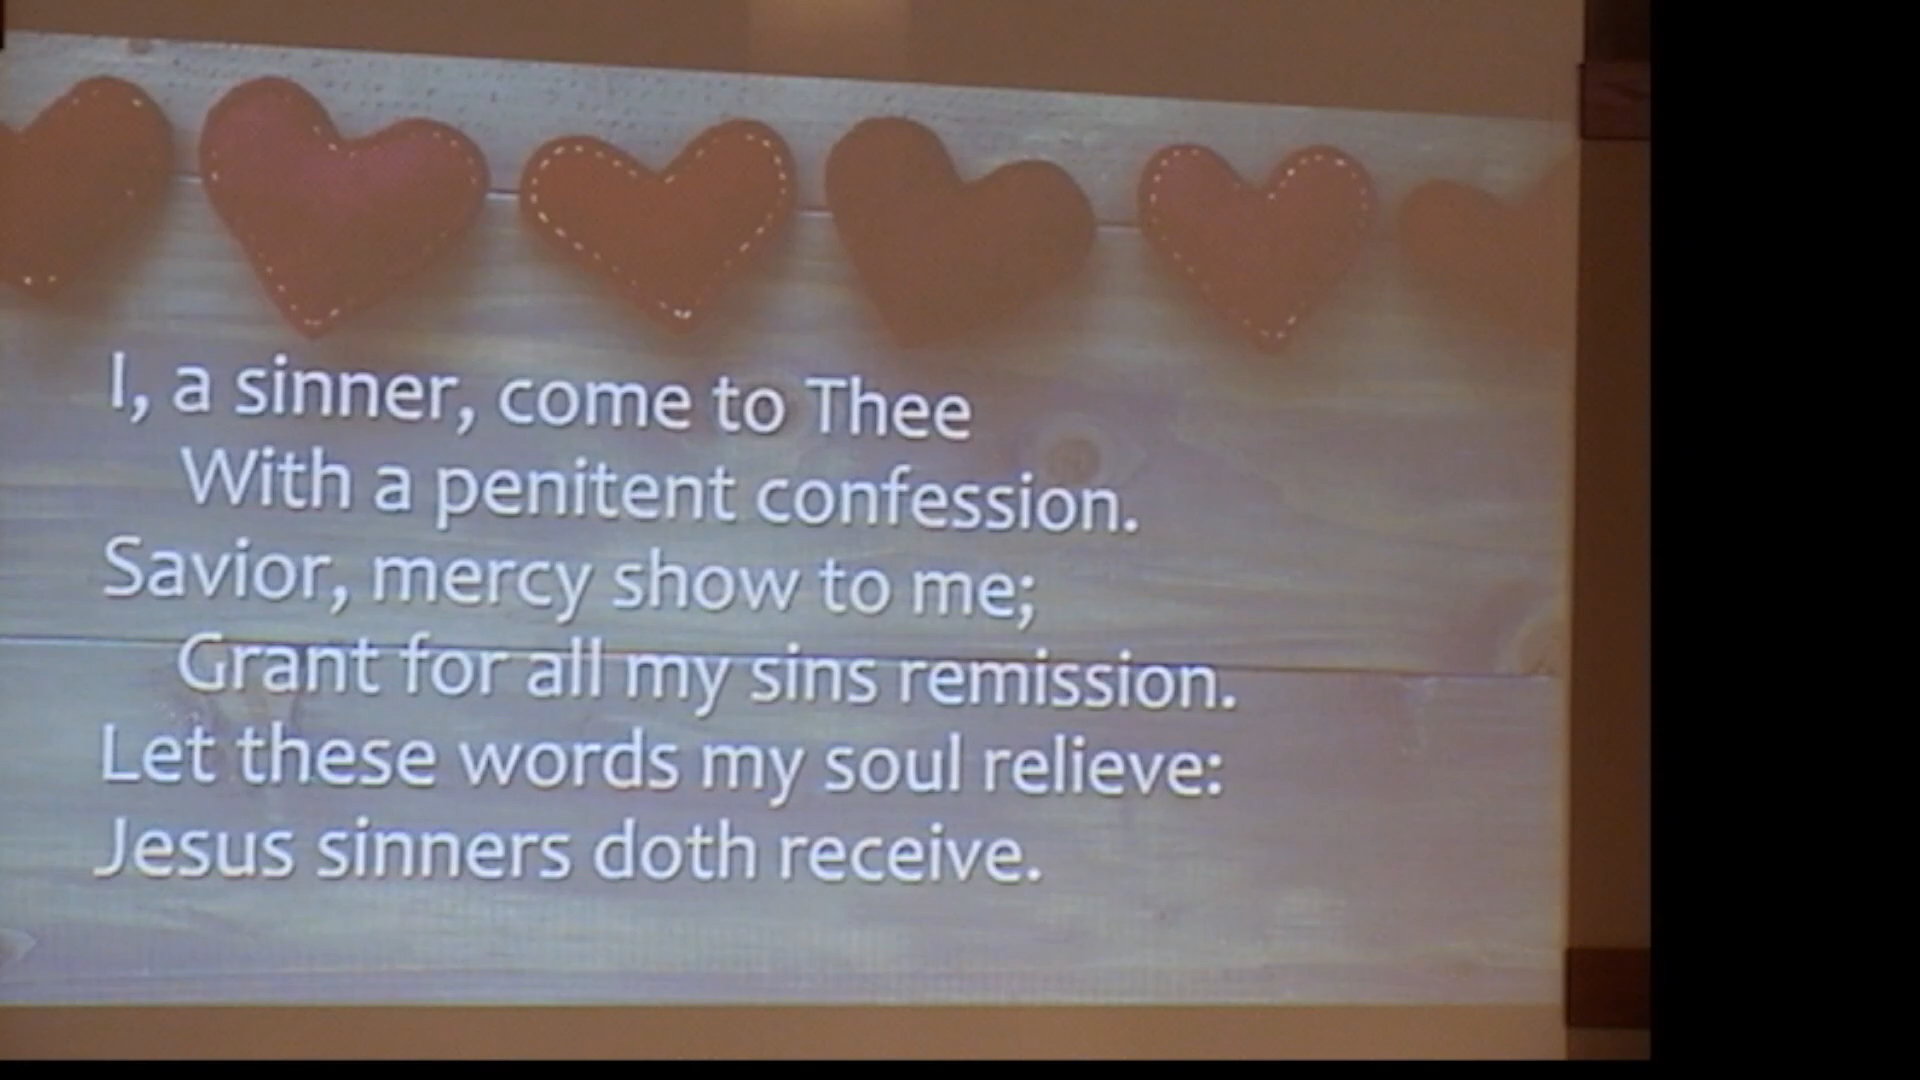 I, a sinner, come to Thee
With a penitent confession.
Savior, mercy show to me;
Grant for all my sins remission.
Let these words my soul relieve:
Jesus sinners doth receive.